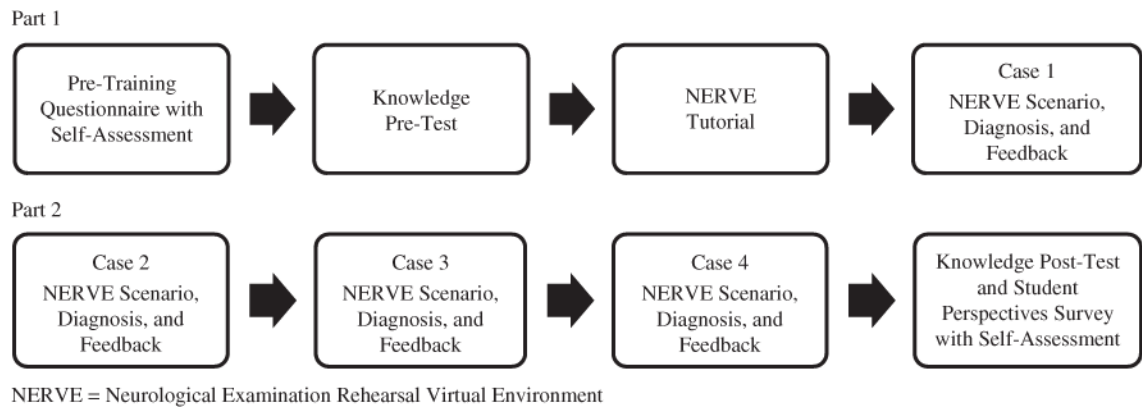 Part 1
Pre-Training
Questionnaire with
Self-Assessment
Knowledge
Pre-Test
NERVE
Tutorial
Case 1
NERVE Scenario,
Diagnosis, and
Feedback
Part 2
Case 2
NERVE Scenario,
Diagnosis, and
Feedback
Case 3
NERVE Scenario,
Diagnosis, and
Feedback
Case 4
NERVE Scenario,
Diagnosis, and
Feedback
Knowledge Post-Test
and Student
Perspectives Survey
with Self-Assessment
NERVE = Neurological Examination Rehearsal Virtual Environment